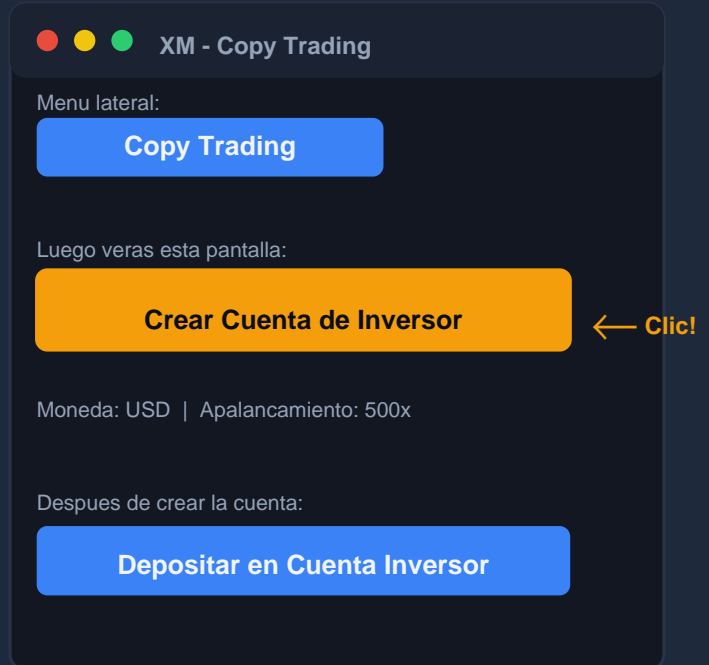 XM - Copy Trading
Menu lateral:
Copy Trading
Luego veras esta pantalla:
Crear Cuenta de Inversor
Clic!
Moneda: USD | Apalancamiento: 500x
Despues de crear la cuenta:
Depositar en Cuenta Inversor